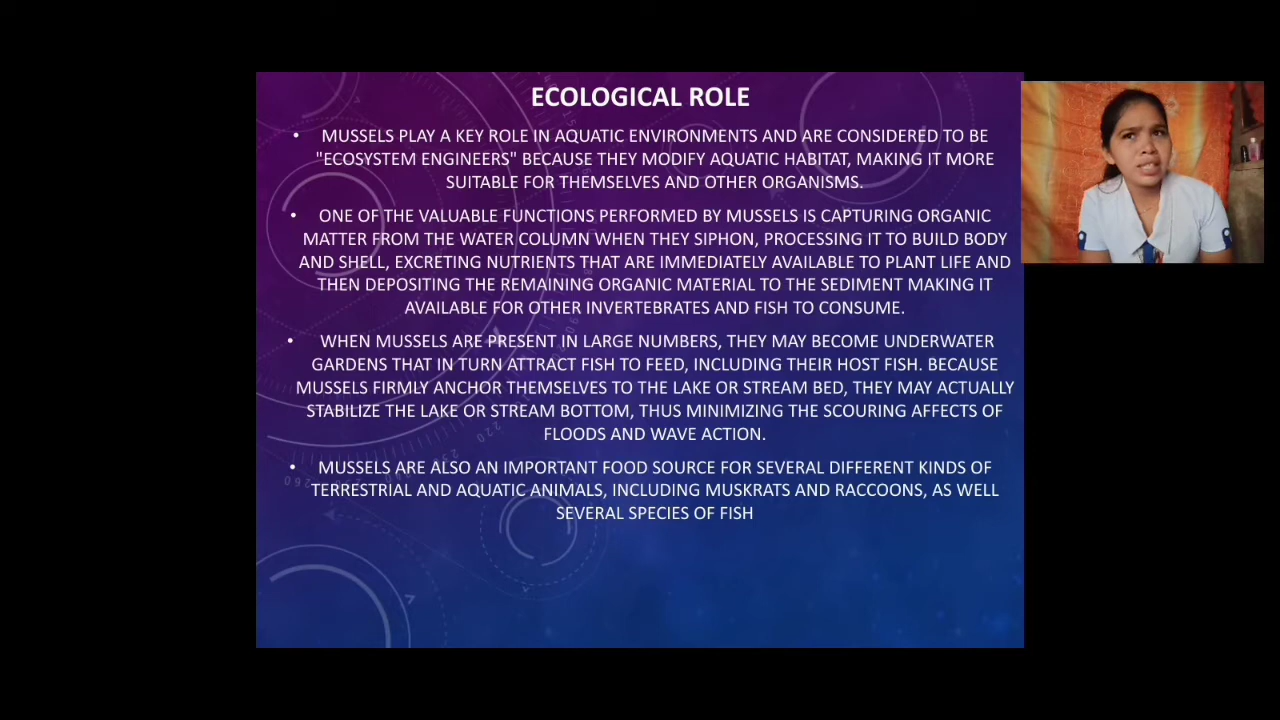 ECOLOGICAL ROLE
• MUSSELS PLAY A KEY ROLE IN AQUATIC ENVIRONMENTS AND ARE CONSIDERED TO BE
"ECOSYSTEM ENGINEERS" BECAUSE THEY MODIFY AQUATIC HABITAT, MAKING IT MORE
SUITABLE FOR THEMSELVES AND OTHER ORGANISMS.
• ONE OF THE VALUABLE FUNCTIONS PERFORMED BY MUSSELS IS CAPTURING ORGANIC
MATTER FROM THE WATER COLUMN WHEN THEY SIPHON, PROCESSING IT TO BUILD BODY
AND SHELL, EXCRETING NUTRIENTS THAT ARE IMMEDIATELY AVAILABLE TO PLANT LIFE AND
THEN DEPOSITING THE REMAINING ORGANIC MATERIAL TO THE SEDIMENT MAKING IT
AVAILABLE FOR OTHER INVERTEBRATES AND FISH TO CONSUME.
• WHEN MUSSELS ARE PRESENT IN LARGE NUMBERS, THEY MAY BECOME UNDERWATER
GARDENS THAT IN TURN ATTRACT FISH TO FEED, INCLUDING THEIR HOST FISH. BECAUSE
MUSSELS FIRMLY ANCHOR THEMSELVES TO THE LAKE OR STREAM BED, THEY MAY ACTUALLY
STABILIZE THE LAKE OR STREAM BOTTOM, THUS MINIMIZING THE SCOURING AFFECTS OF
FLOODS AND WAVE ACTION.
• MUSSELS ARE ALSO AN IMPORTANT FOOD SOURCE FOR SEVERAL DIFFERENT KINDS OF
TERRESTRIAL AND AQUATIC ANIMALS, INCLUDING MUSKRATS AND RACCOONS, AS WELL
SEVERAL SPECIES OF FISH
220
260